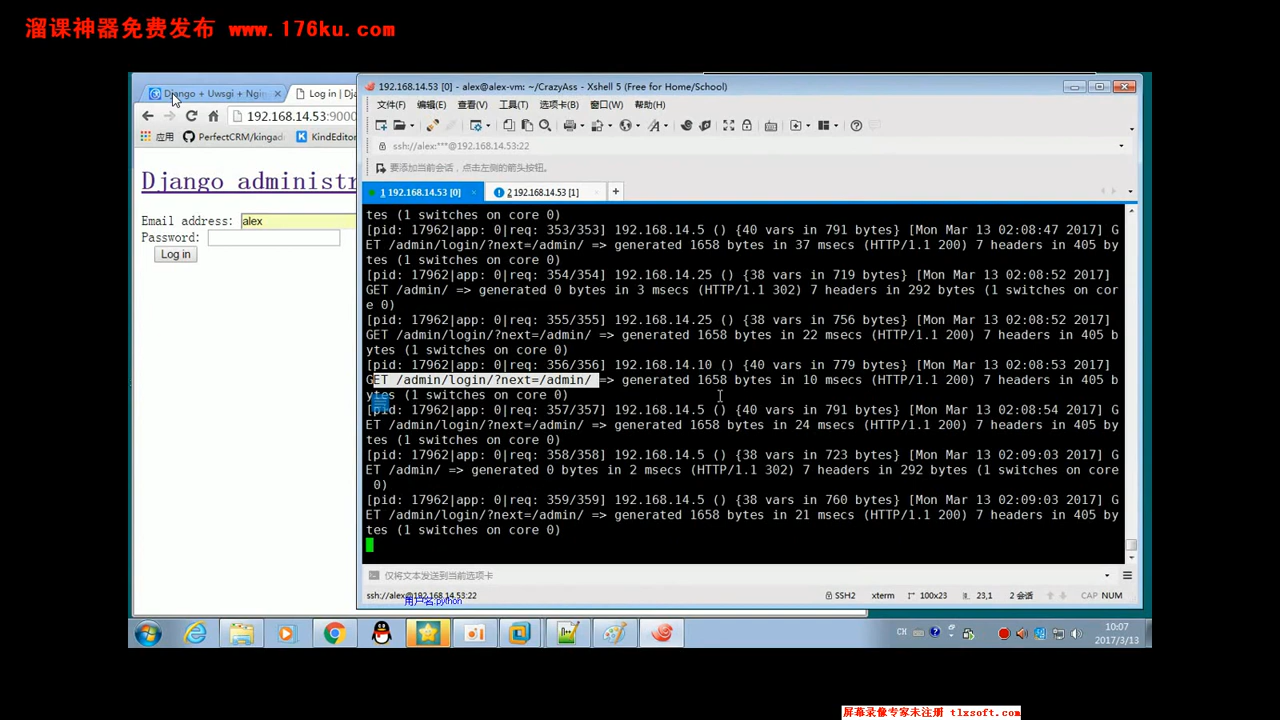 溜课神器免费发布 www.176ku.com
Django + Uwsgi + Ngin
Log in | Dja
192.168.14.53:9000
应用
PerfectCRM/kingad
KindEditor
Django administr
Email address: alex
Password:
Log in
192.168.14.53 [0] - alex@alex-vm: ~/CrazyAss - Xshell 5 (Free for Home/School)
文件(F) 编辑(E) 查看(V) 工具(T) 选项卡(B) 窗口(W) 帮助(H)
ssh://alex:***@192.168.14.53:22
要添加当前会话，点击左侧的箭头按钮。
1 192.168.14.53 [0]
2 192.168.14.53 [1]
tes (1 switches on core 0)
[pid: 17962|app: 0|req: 353/353] 192.168.14.5 () {40 vars in 791 bytes} [Mon Mar 13 02:08:47 2017] G
ET /admin/login/?next=/admin/ => generated 1658 bytes in 37 msecs (HTTP/1.1 200) 7 headers in 405 by
tes (1 switches on core 0)
[pid: 17962|app: 0|req: 354/354] 192.168.14.25 () {38 vars in 719 bytes} [Mon Mar 13 02:08:52 2017]
GET /admin/ => generated 0 bytes in 3 msecs (HTTP/1.1 302) 7 headers in 292 bytes (1 switches on cor
e 0)
[pid: 17962|app: 0|req: 355/355] 192.168.14.25 () {38 vars in 756 bytes} [Mon Mar 13 02:08:52 2017]
GET /admin/login/?next=/admin/ => generated 1658 bytes in 22 msecs (HTTP/1.1 200) 7 headers in 405 b
ytes (1 switches on core 0)
[pid: 17962|app: 0|req: 356/356] 192.168.14.10 () {40 vars in 779 bytes} [Mon Mar 13 02:08:53 2017]
GET /admin/login/?next=/admin/ => generated 1658 bytes in 10 msecs (HTTP/1.1 200) 7 headers in 405 b
ytes (1 switches on core 0)
[pid: 17962|app: 0|req: 357/357] 192.168.14.5 () {40 vars in 791 bytes} [Mon Mar 13 02:08:54 2017] G
ET /admin/login/?next=/admin/ => generated 1658 bytes in 24 msecs (HTTP/1.1 200) 7 headers in 405 by
tes (1 switches on core 0)
[pid: 17962|app: 0|req: 358/358] 192.168.14.5 () {38 vars in 723 bytes} [Mon Mar 13 02:09:03 2017] G
ET /admin/ => generated 0 bytes in 2 msecs (HTTP/1.1 302) 7 headers in 292 bytes (1 switches on core
0)
[pid: 17962|app: 0|req: 359/359] 192.168.14.5 () {38 vars in 760 bytes} [Mon Mar 13 02:09:03 2017] G
ET /admin/login/?next=/admin/ => generated 1658 bytes in 21 msecs (HTTP/1.1 200) 7 headers in 405 by
tes (1 switches on core 0)
仅将文本发送到当前选项卡
ssh://alex@192.168.14.53:22
SSH2 xterm 100x23 23,1 2 会话 CAP NUM
用户名:python
CH
10:07
2017/3/13
屏幕录像专家未注册 tlxsoft.com